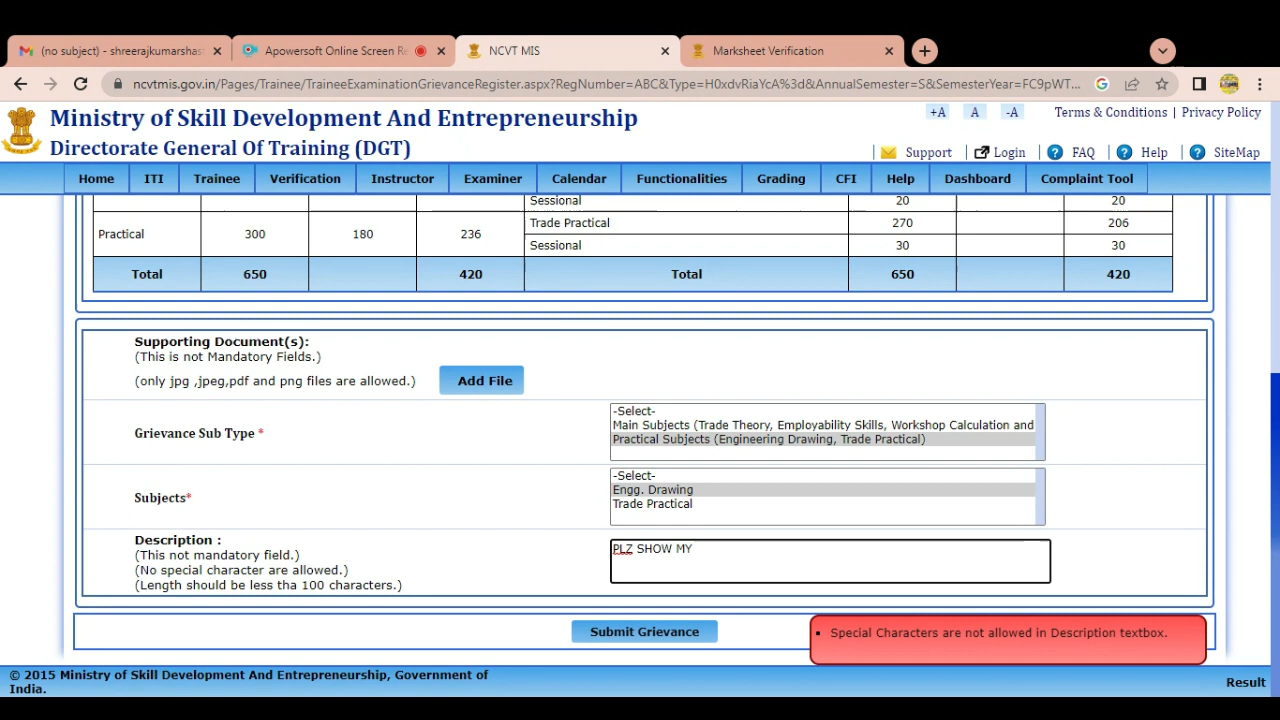 (no subject) - shreerajkumarshas
Apowersoft Online Screen Re
NCVT MIS
Marksheet Verification
ncvtmis.gov.in/Pages/Trainee/TraineeExaminationGrievanceRegister.aspx?RegNumber=ABC&Type=H0xdvRiaYcA%3d&AnnualSemester=S&SemesterYear=FC9pWT...
Ministry of Skill Development And Entrepreneurship
Directorate General Of Training (DGT)
+A A -A Terms & Conditions | Privacy Policy
| Support | Login | FAQ | Help | SiteMap
Home ITI Trainee Verification Instructor Examiner Calendar Functionalities Grading CFI Help Dashboard Complaint Tool
Sessional 20 20
Practical 300 180 236
Trade Practical 270 206
Sessional 30 30
Total 650 420 Total 650 420
Supporting Document(s):
(This is not Mandatory Fields.)
(only jpg ,jpeg,pdf and png files are allowed.)
Add File
Grievance Sub Type *
-Select-
Main Subjects (Trade Theory, Employability Skills, Workshop Calculation and
Practical Subjects (Engineering Drawing, Trade Practical)
Subjects*
-Select-
Engg. Drawing
Trade Practical
Description :
(This not mandatory field.)
(No special character are allowed.)
(Length should be less tha 100 characters.)
PLZ SHOW MY
Submit Grievance
Special Characters are not allowed in Description textbox.
© 2015 Ministry of Skill Development And Entrepreneurship, Government of
India.
Result